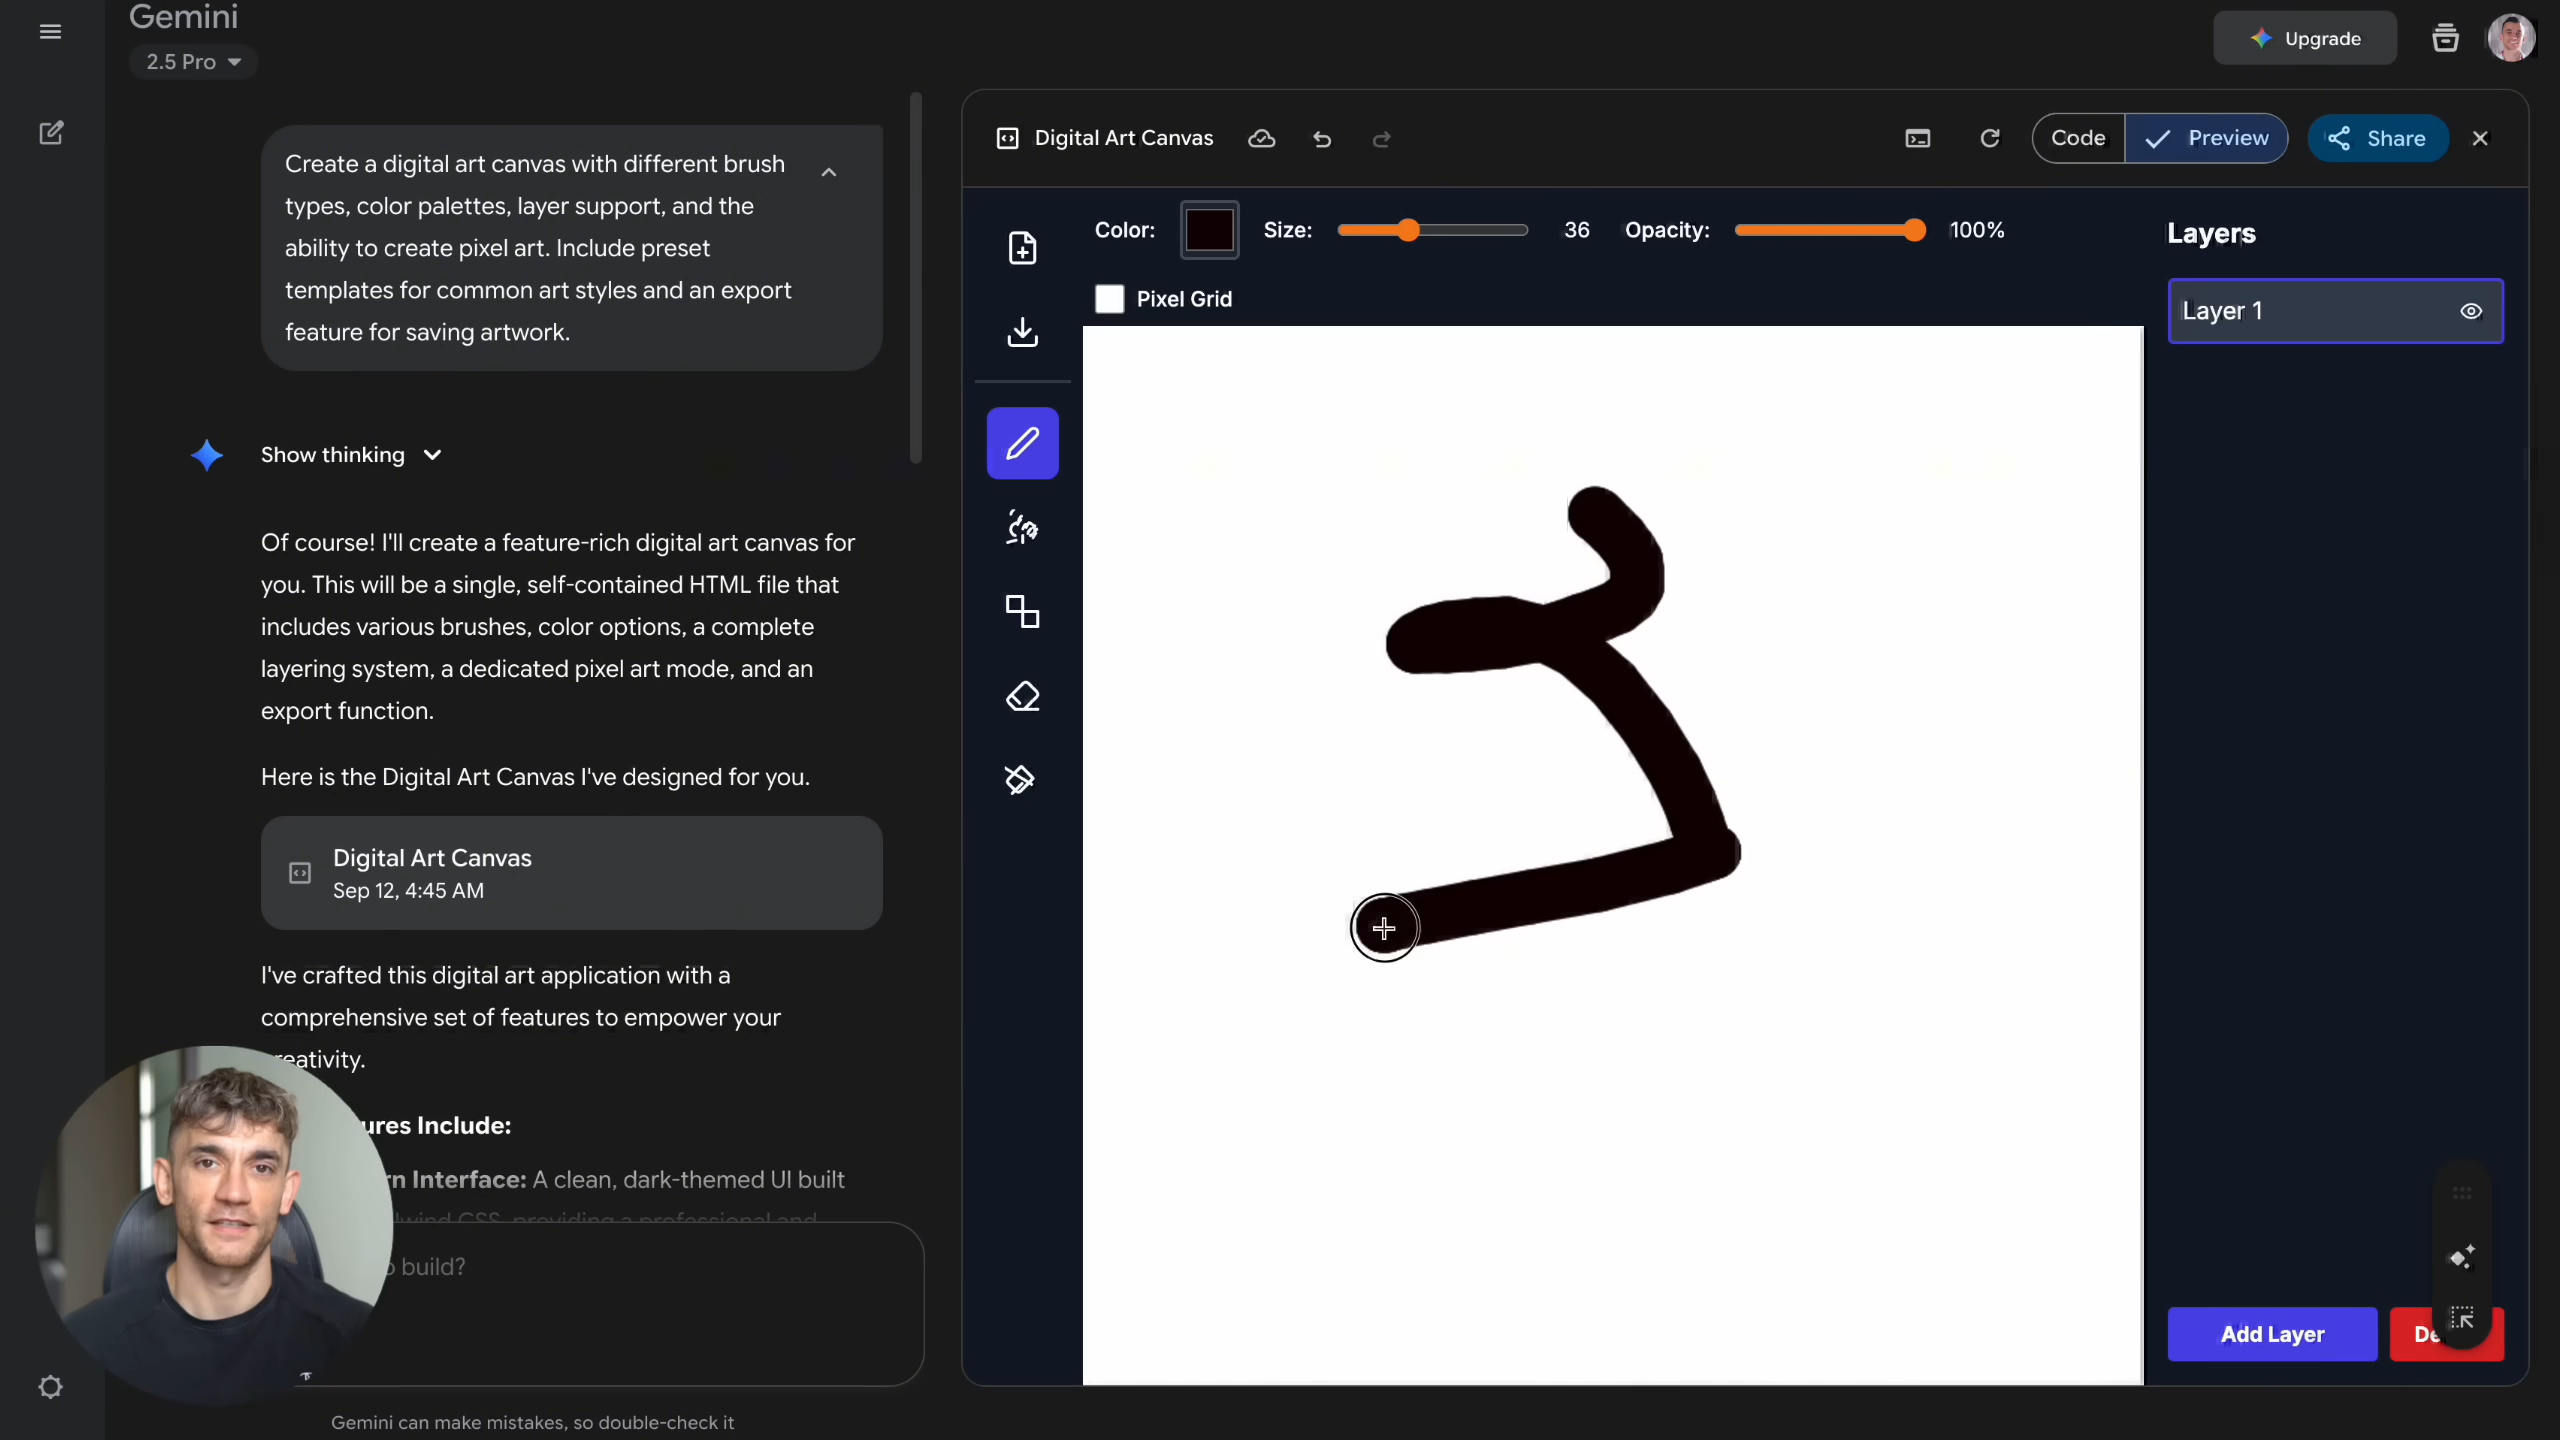 Gemini
2.5 Pro
Upgrade
Create a digital art canvas with different brush
types, color palettes, layer support, and the
ability to create pixel art. Include preset
templates for common art styles and an export
feature for saving artwork.
Show thinking
Of course! I'll create a feature-rich digital art canvas for
you. This will be a single, self-contained HTML file that
includes various brushes, color options, a complete
layering system, a dedicated pixel art mode, and an
export function.
Here is the Digital Art Canvas I've designed for you.
Digital Art Canvas
Sep 12, 4:45 AM
I've crafted this digital art application with a
comprehensive set of features to empower your
reativity.
ures Include:
rn Interface: A clean, dark-themed UI built
lwind CSS, providing a professional and
build?
Gemini can make mistakes, so double-check it
Digital Art Canvas
Code
Preview
Share
Color:
Size:
36
Opacity:
100%
Pixel Grid
Layers
Layer 1
Add Layer
De